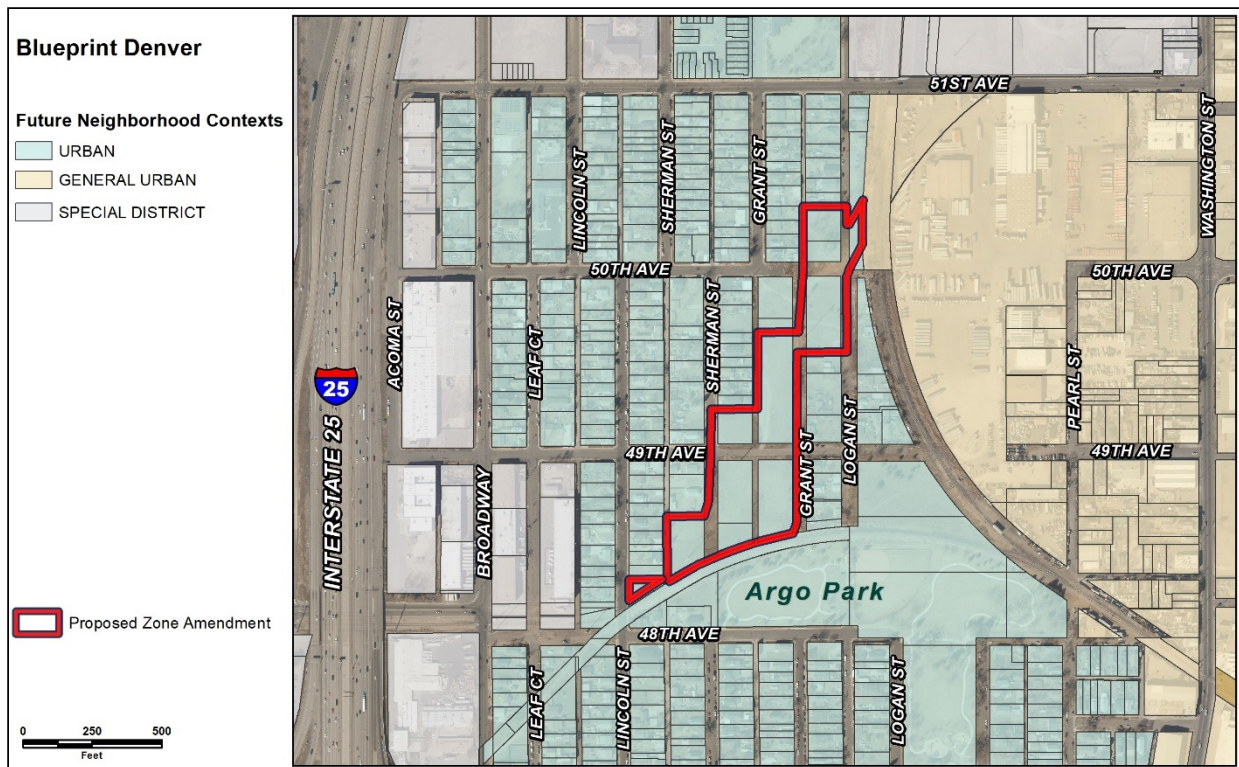 Blueprint Denver
Future Neighborhood Contexts
URBAN
GENERAL URBAN
SPECIAL DISTRICT
Proposed Zone Amendment
0 250 500
Feet
51ST AVE
WASHINGTON ST
LINCOLN ST
SHERMAN ST
GRANT ST
50TH AVE
50TH AVE
ACOMA ST
LEAF CT
SHERMAN ST
PEARL ST
25
INTERSTATE 25
LOGAN ST
GRANT ST
49TH AVE
49TH AVE
BROADWAY
Argo Park
48TH AVE
LEAF CT
LINCOLN ST
LOGAN ST